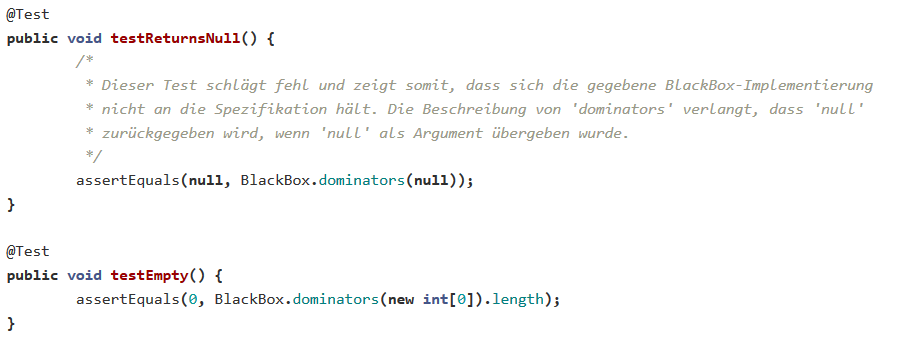 @Test
public void testReturnsNull() {
/*
* Dieser Test schlägt fehl und zeigt somit, dass sich die gegebene BlackBox-Implementierung
* nicht an die Spezifikation hält. Die Beschreibung von 'dominators' verlangt, dass 'null'
* zurückgegeben wird, wenn 'null' als Argument übergeben wurde.
*/
assertEquals(null, BlackBox.dominators(null));
}
@Test
public void testEmpty() {
assertEquals(0, BlackBox.dominators(new int[0]).length);
}